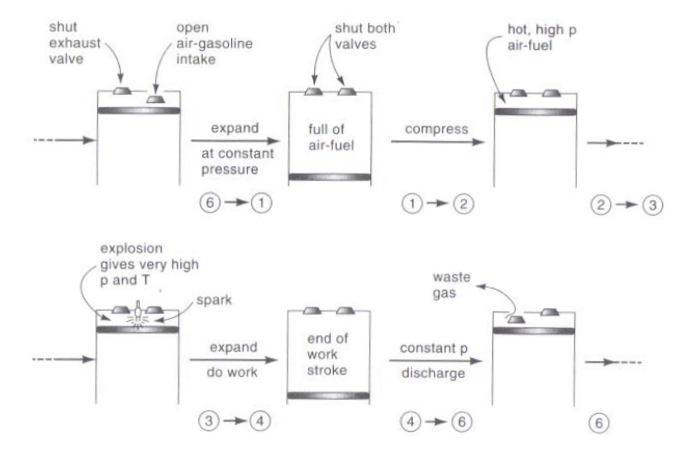 shut
exhaust
valve
open
air-gasoline
intake
shut both
valves
hot, high p
air-fuel
expand
at constant
pressure
full of
air-fuel
compress
6 → 1
1 → 2
2 → 3
explosion
gives very high
p and T
spark
expand
do work
end of
work
stroke
constant p
discharge
waste
gas
3 → 4
4 → 6
6